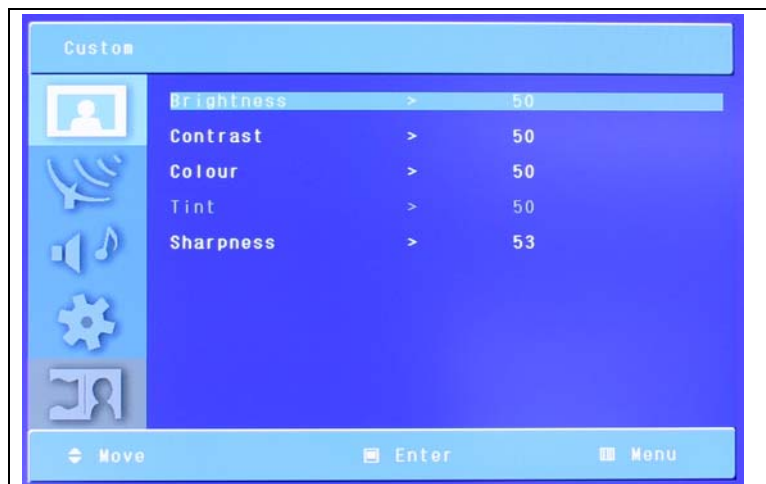 Custom
Brightness > 50
Contrast > 50
Colour > 50
Tint > 50
Sharpness > 53
Move Enter Menu